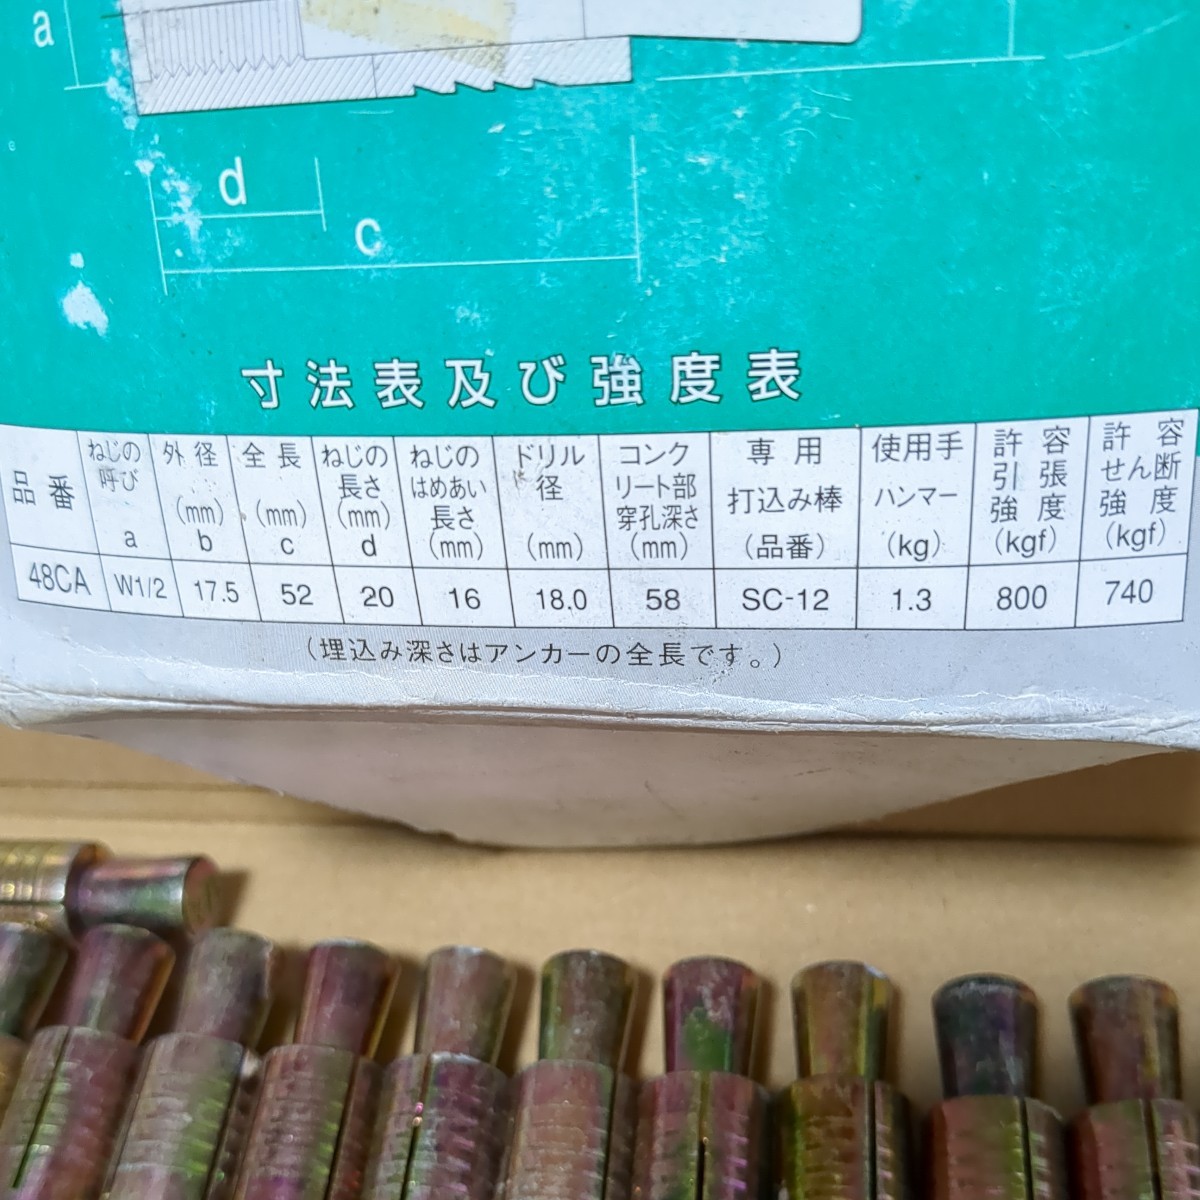 a
d
c
寸法表及び強度表
品番 ねじの呼び a 外径 (mm) b 全長 (mm) c ねじの長さ (mm) d ねじのはめあい長さ (mm) ドリル径 (mm) コンクリート部穿孔深さ (mm) 専用打込み棒 (品番) 使用手ハンマー (kg) 許容引張強度 (kgf) 許容せん断強度 (kgf)
48CA W1/2 17.5 52 20 16 18.0 58 SC-12 1.3 800 740
(埋込み深さはアンカーの全長です。)